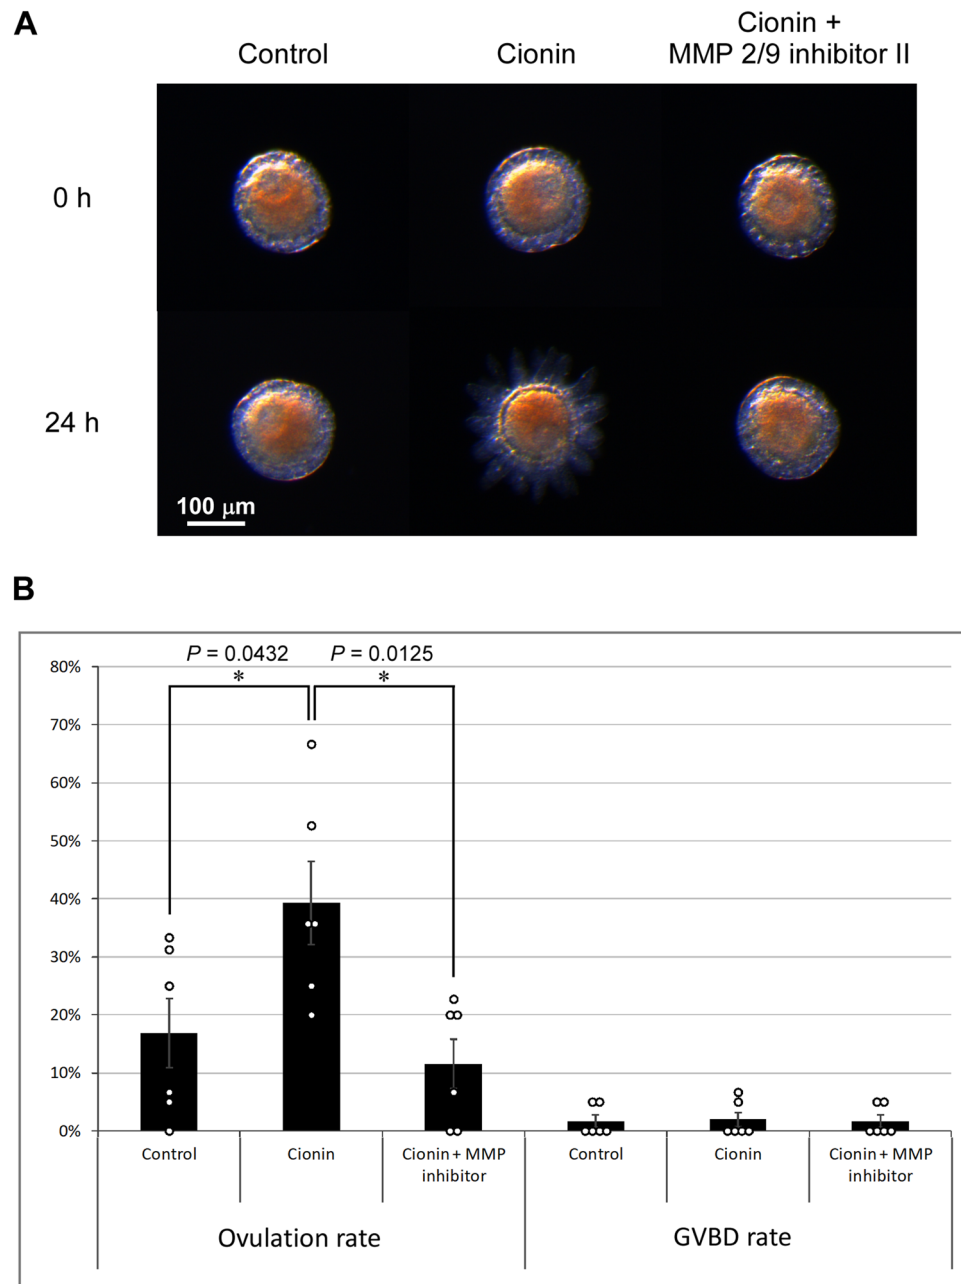 A
Control
Cionin
Cionin +
MMP 2/9 inhibitor II
0 h
24 h
100 μm
B
P = 0.0432
P = 0.0125
*
*
80%
70%
60%
50%
40%
30%
20%
10%
0%
Control
Cionin
Cionin + MMP
inhibitor
Control
Cionin
Cionin + MMP
inhibitor
Ovulation rate
GVBD rate